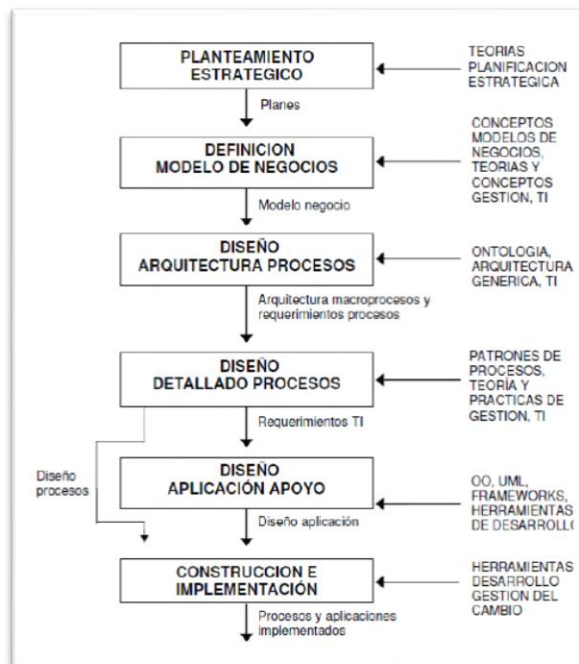 PLANTEAMIENTO
ESTRATEGICO
TEORIAS
PLANIFICACION
ESTRATEGICA
Planes
DEFINICION
MODELO DE NEGOCIOS
CONCEPTOS
MODELOS DE
NEGOCIOS,
TEORIAS Y
CONCEPTOS
GESTION, TI
Modelo negocio
DISEÑO
ARQUITECTURA PROCESOS
ONTOLOGIA,
ARQUITECTURA
GENERICA, TI
Arquitectura macroprocesos y
requerimientos procesos
DISEÑO
DETALLADO PROCESOS
PATRONES DE
PROCESOS,
TEORÍA Y
PRACTICAS DE
GESTION, TI
Requerimientos TI
Diseño
procesos
DISEÑO
APLICACIÓN APOYO
OO, UML,
FRAMEWORKS,
HERRAMIENTAS
DE DESARROLLO
Diseño aplicación
CONSTRUCCION E
IMPLEMENTACIÓN
HERRAMIENTAS
DESARROLLO
GESTION DEL
CAMBIO
Procesos y aplicaciones
implementados